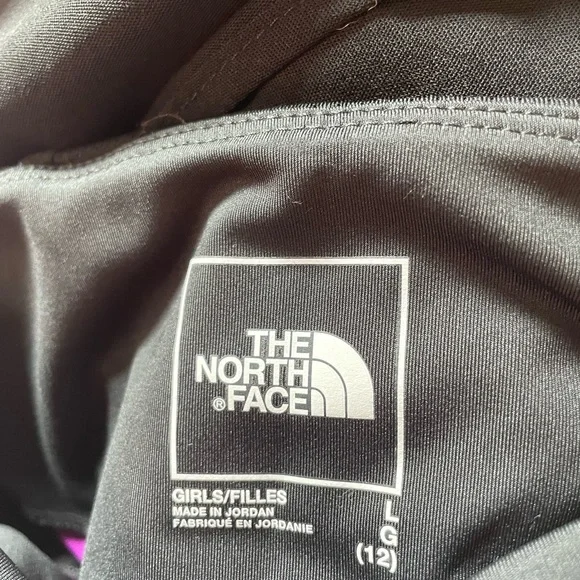 THE
NORTH
®FACE
GIRLS/FILLES
MADE IN JORDAN
FABRIQUÉ EN JORDANIE
L
G
(12)